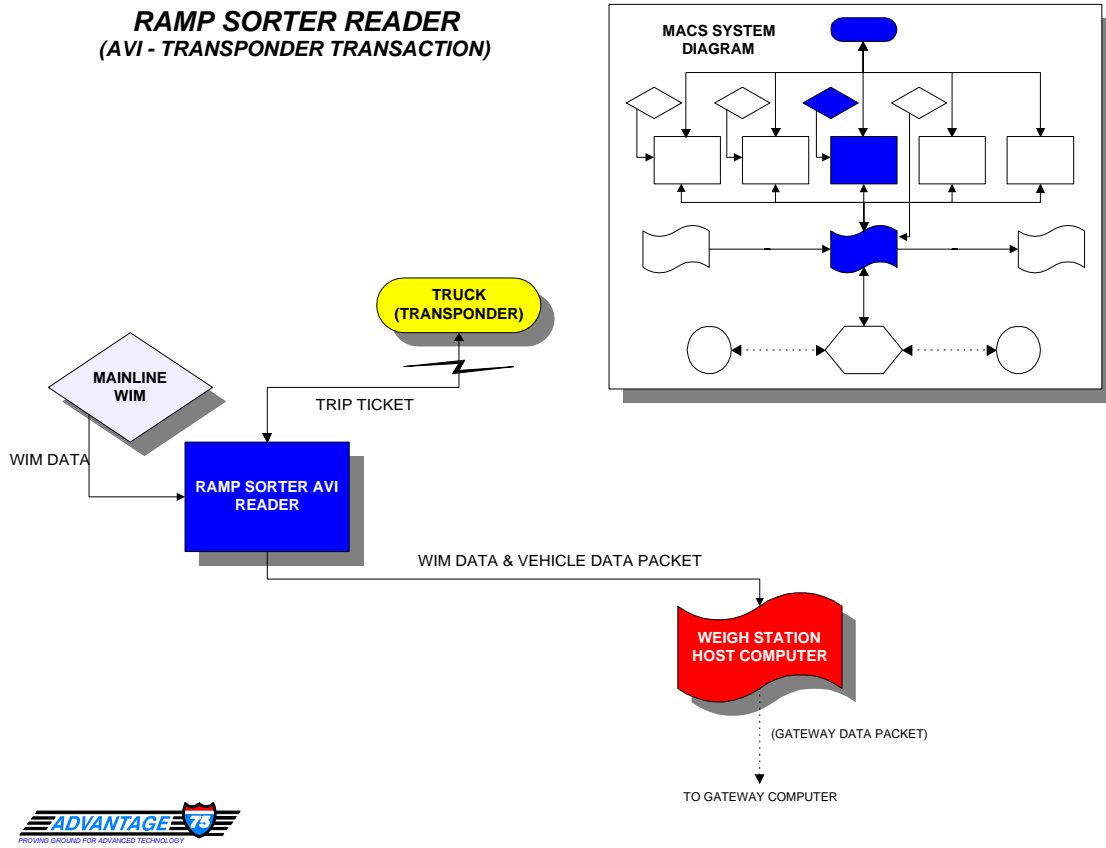 RAMP SORTER READER
(AVI - TRANSPONDER TRANSACTION)
MACS SYSTEM
DIAGRAM
TRUCK
(TRANSPONDER)
MAINLINE
WIM
TRIP TICKET
WIM DATA
RAMP SORTER AVI
READER
WIM DATA & VEHICLE DATA PACKET
WEIGH STATION
HOST COMPUTER
(GATEWAY DATA PACKET)
TO GATEWAY COMPUTER
ADVANTAGE 75
PROVING GROUND FOR ADVANCED TECHNOLOGY